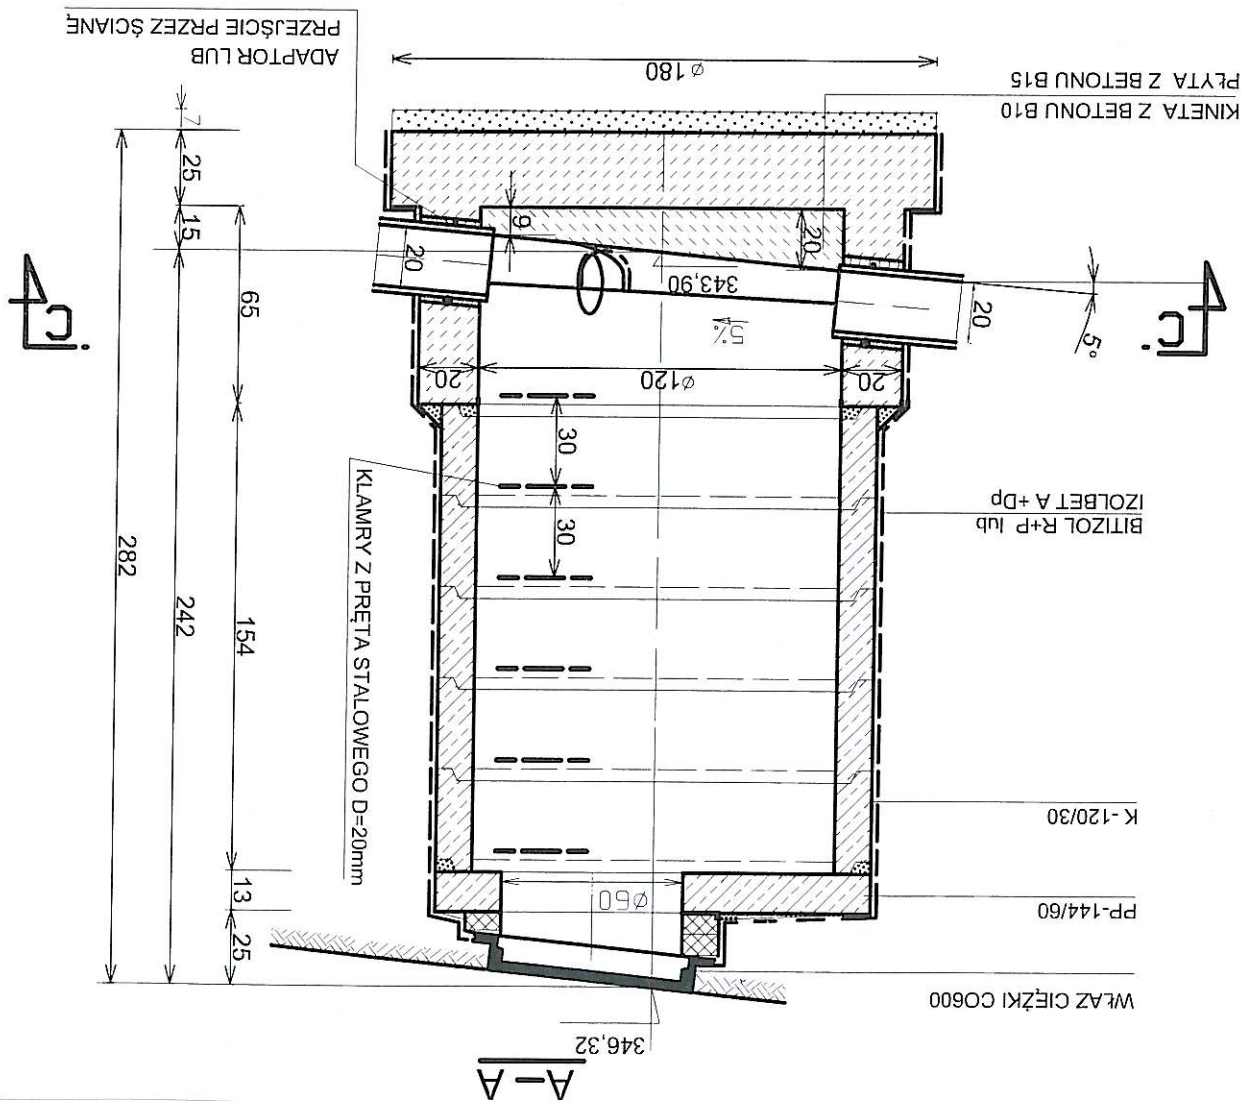 A-A
346,32
WŁAZ CIĘŻKI CO600
PP-144/60
K-120/30
BITIZOL R+P lub
IZOLBET A +Dp
KINETA Z BETONU B10
PŁYTA Z BETONU B15
ADAPTOR LUB
PRZEJŚCIE PRZEZ ŚCIANĘ
KLAMRY Z PRĘTA STALOWEGO D=20mm
Ø60
30
30
20
Ø120
20
5%
343,90
20
20
5°
20
9
Ø180
25
13
154
65
15
25
7
242
282